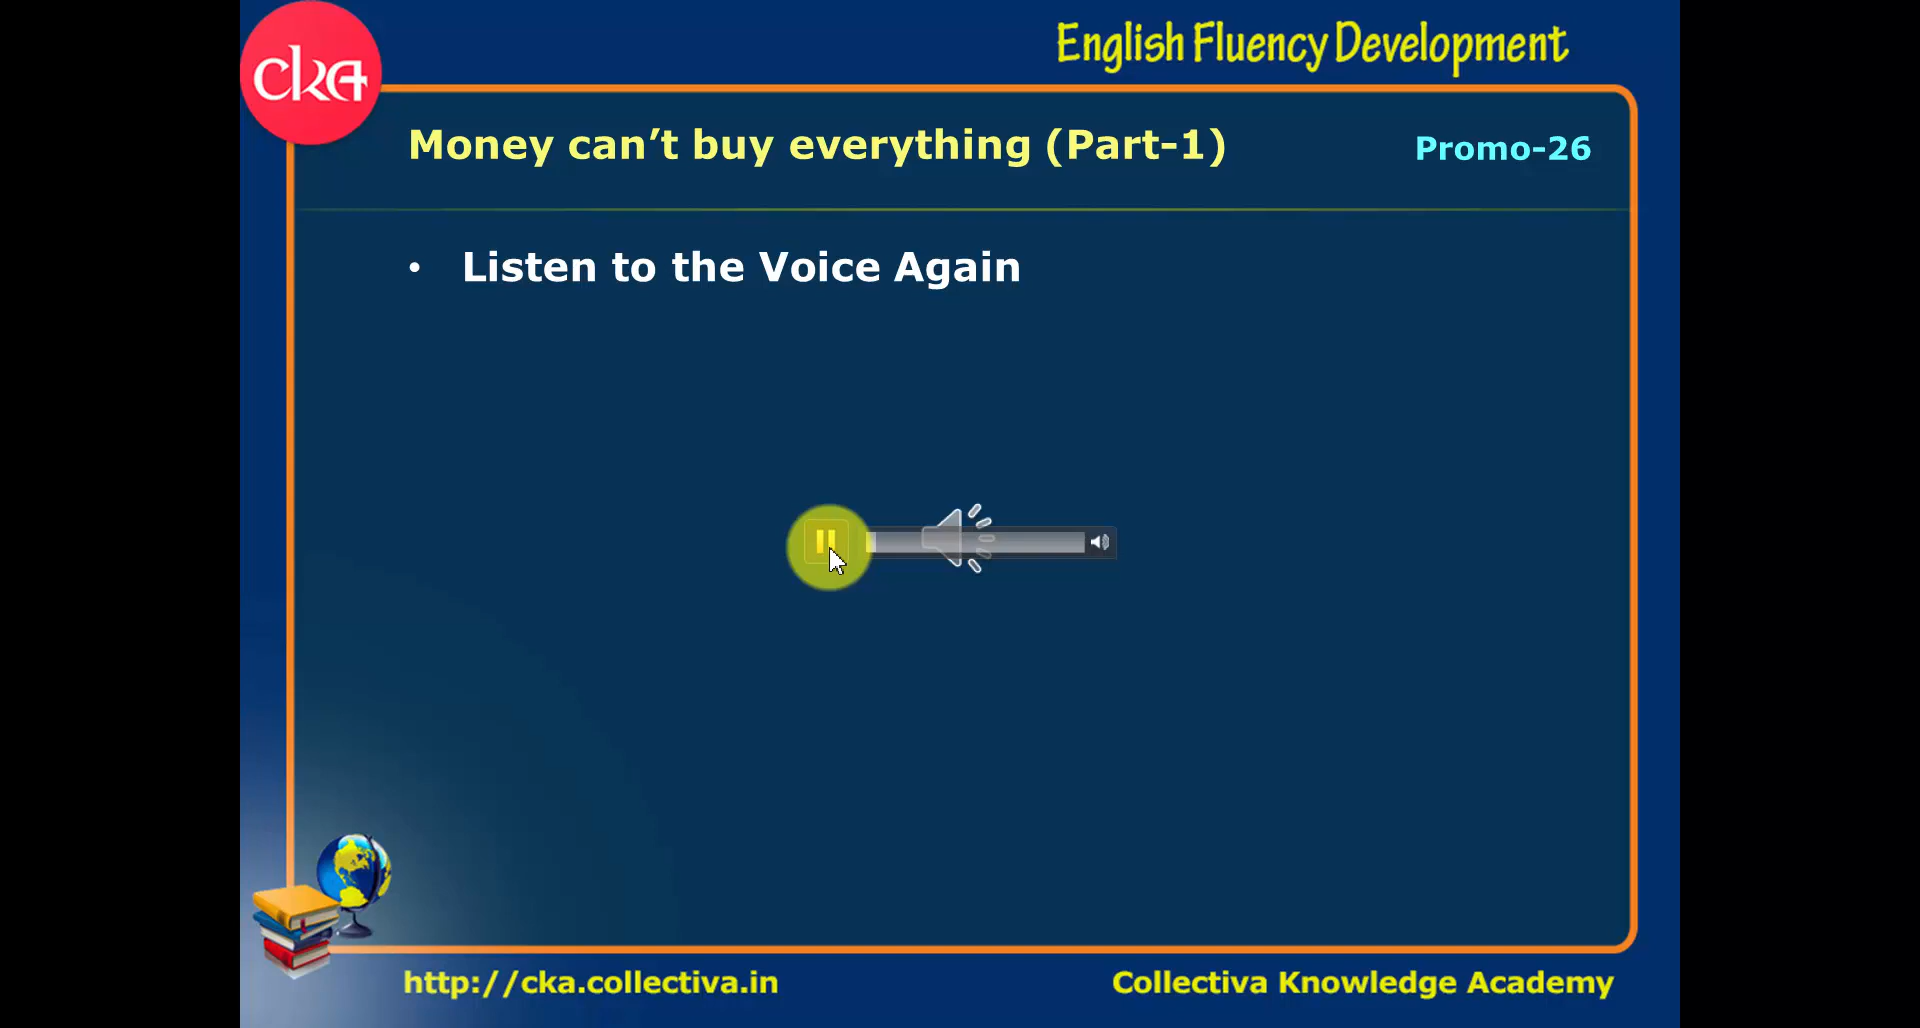 cka
English Fluency Development
Money can’t buy everything (Part-1)
Promo-26
• Listen to the Voice Again
http://cka.collectiva.in
Collectiva Knowledge Academy